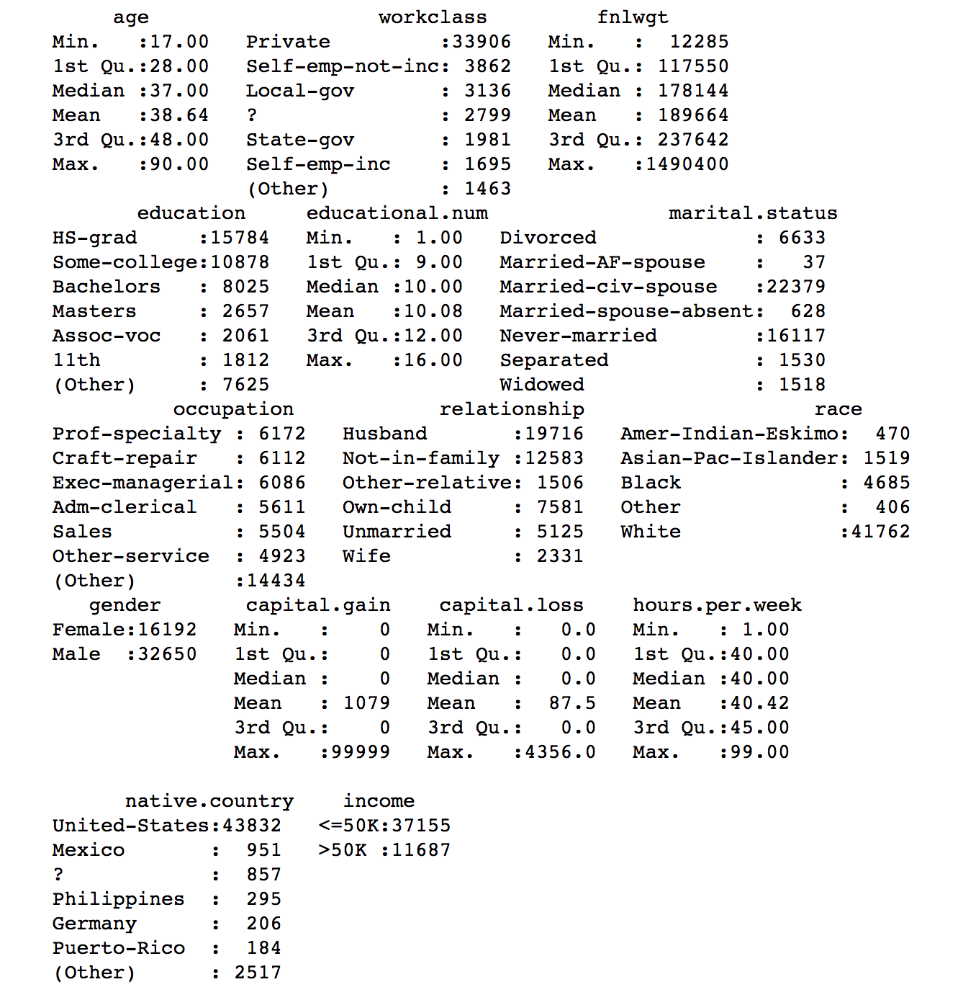 age                   workclass         fnlwgt
Min.   :17.00   Private         :33906   Min.   :  12285
1st Qu.:28.00   Self-emp-not-inc: 3862   1st Qu.: 117550
Median :37.00   Local-gov       : 3136   Median : 178144
Mean   :38.64   ?               : 2799   Mean   : 189664
3rd Qu.:48.00   State-gov       : 1981   3rd Qu.: 237642
Max.   :90.00   Self-emp-inc    : 1695   Max.   :1490400
                (Other)         : 1463
       education     educational.num               marital.status
HS-grad     :15784   Min.   : 1.00   Divorced             : 6633
Some-college:10878   1st Qu.: 9.00   Married-AF-spouse    :   37
Bachelors   : 8025   Median :10.00   Married-civ-spouse   :22379
Masters     : 2657   Mean   :10.08   Married-spouse-absent:  628
Assoc-voc   : 2061   3rd Qu.:12.00   Never-married        :16117
11th        : 1812   Max.   :16.00   Separated            : 1530
(Other)     : 7625                   Widowed              : 1518
          occupation            relationship                   race
Prof-specialty : 6172   Husband       :19716   Amer-Indian-Eskimo:  470
Craft-repair   : 6112   Not-in-family :12583   Asian-Pac-Islander: 1519
Exec-managerial: 6086   Other-relative: 1506   Black             : 4685
Adm-clerical   : 5611   Own-child     : 7581   Other             :  406
Sales          : 5504   Unmarried     : 5125   White             :41762
Other-service  : 4923   Wife          : 2331
(Other)        :14434
   gender       capital.gain    capital.loss    hours.per.week
Female:16192   Min.   :    0   Min.   :   0.0   Min.   : 1.00
Male  :32650   1st Qu.:    0   1st Qu.:   0.0   1st Qu.:40.00
               Median :    0   Median :   0.0   Median :40.00
               Mean   : 1079   Mean   :  87.5   Mean   :40.42
               3rd Qu.:    0   3rd Qu.:   0.0   3rd Qu.:45.00
               Max.   :99999   Max.   :4356.0   Max.   :99.00
      native.country    income
United-States:43832   <=50K:37155
Mexico       :  951   >50K :11687
?            :  857
Philippines  :  295
Germany      :  206
Puerto-Rico  :  184
(Other)      : 2517